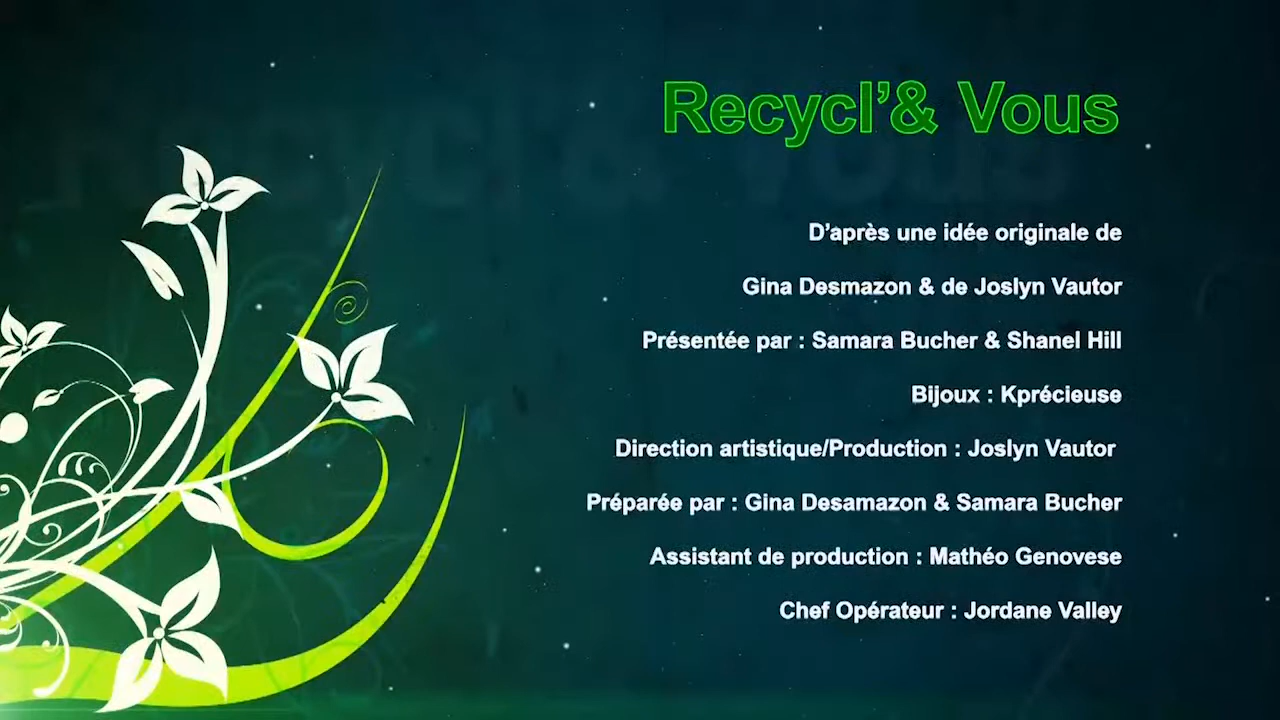 Recycl’& Vous
D’après une idée originale de
Gina Desmazon & de Joslyn Vautor
Présentée par : Samara Bucher & Shanel Hill
Bijoux : Kprécieuse
Direction artistique/Production : Joslyn Vautor
Préparée par : Gina Desamazon & Samara Bucher
Assistant de production : Mathéo Genovese
Chef Opérateur : Jordane Valley